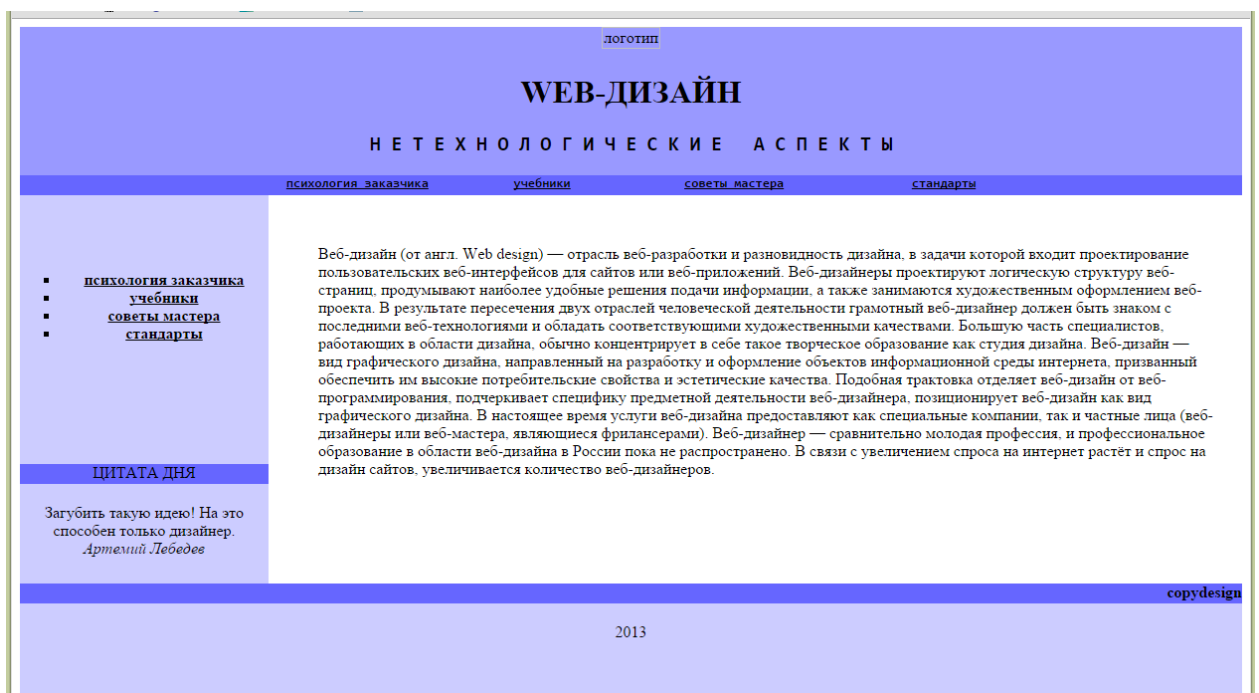 логотип
WEB-ДИЗАЙН
НЕТЕХНОЛОГИЧЕСКИЕ АСПЕКТЫ
психология заказчика учебники советы мастера стандарты
психология заказчика
учебники
советы мастера
стандарты
ЦИТАТА ДНЯ
Загубить такую идею! На это
способен только дизайнер.
Артемий Лебедев
Веб-дизайн (от англ. Web design) — отрасль веб-разработки и разновидность дизайна, в задачи которой входит проектирование
пользовательских веб-интерфейсов для сайтов или веб-приложений. Веб-дизайнеры проектируют логическую структуру веб-
страниц, продумывают наиболее удобные решения подачи информации, а также занимаются художественным оформлением веб-
проекта. В результате пересечения двух отраслей человеческой деятельности грамотный веб-дизайнер должен быть знаком с
последними веб-технологиями и обладать соответствующими художественными качествами. Большую часть специалистов,
работающих в области дизайна, обычно концентрирует в себе такое творческое образование как студия дизайна. Веб-дизайн —
вид графического дизайна, направленный на разработку и оформление объектов информационной среды интернета, призванный
обеспечить им высокие потребительские свойства и эстетические качества. Подобная трактовка отделяет веб-дизайн от веб-
программирования, подчеркивает специфику предметной деятельности веб-дизайнера, позиционирует веб-дизайн как вид
графического дизайна. В настоящее время услуги веб-дизайна предоставляют как специальные компании, так и частные лица (веб-
дизайнеры или веб-мастера, являющиеся фрилансерами). Веб-дизайнер — сравнительно молодая профессия, и профессиональное
образование в области веб-дизайна в России пока не распространено. В связи с увеличением спроса на интернет растёт и спрос на
дизайн сайтов, увеличивается количество веб-дизайнеров.
copydesign
2013